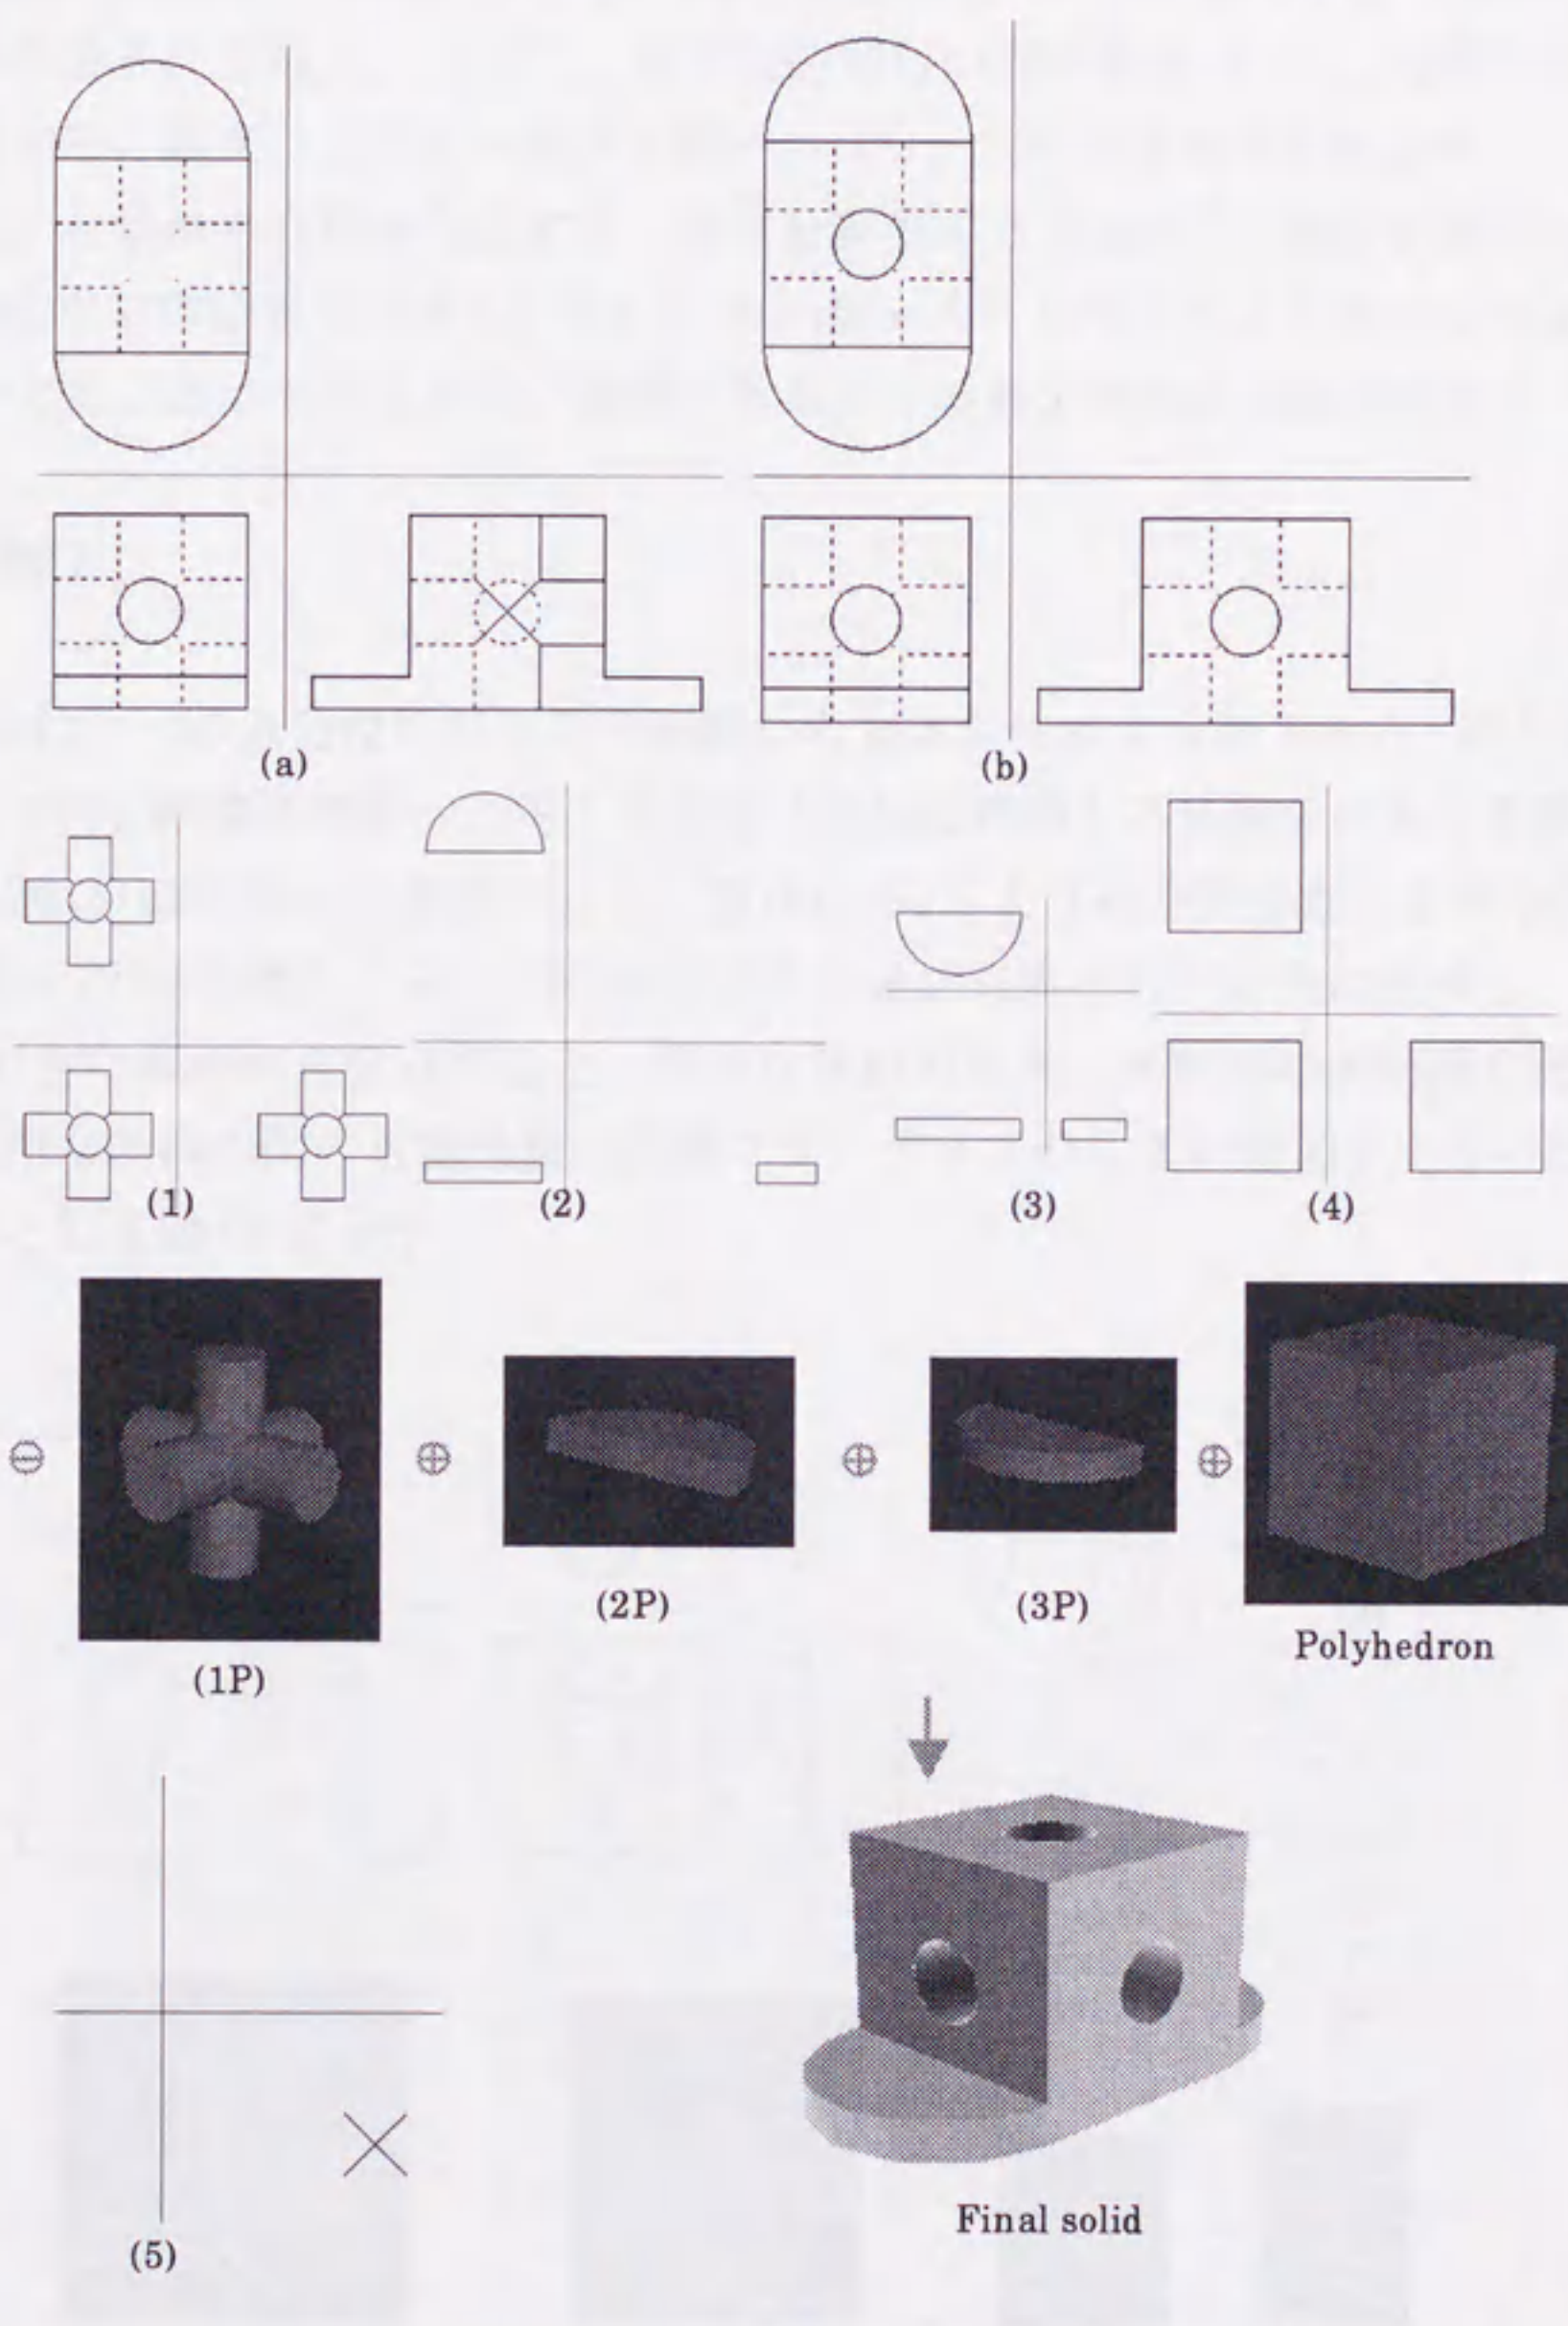 (a)
(b)
(1)
(2)
(3)
(4)
(1P)
(2P)
(3P)
Polyhedron
(5)
Final solid